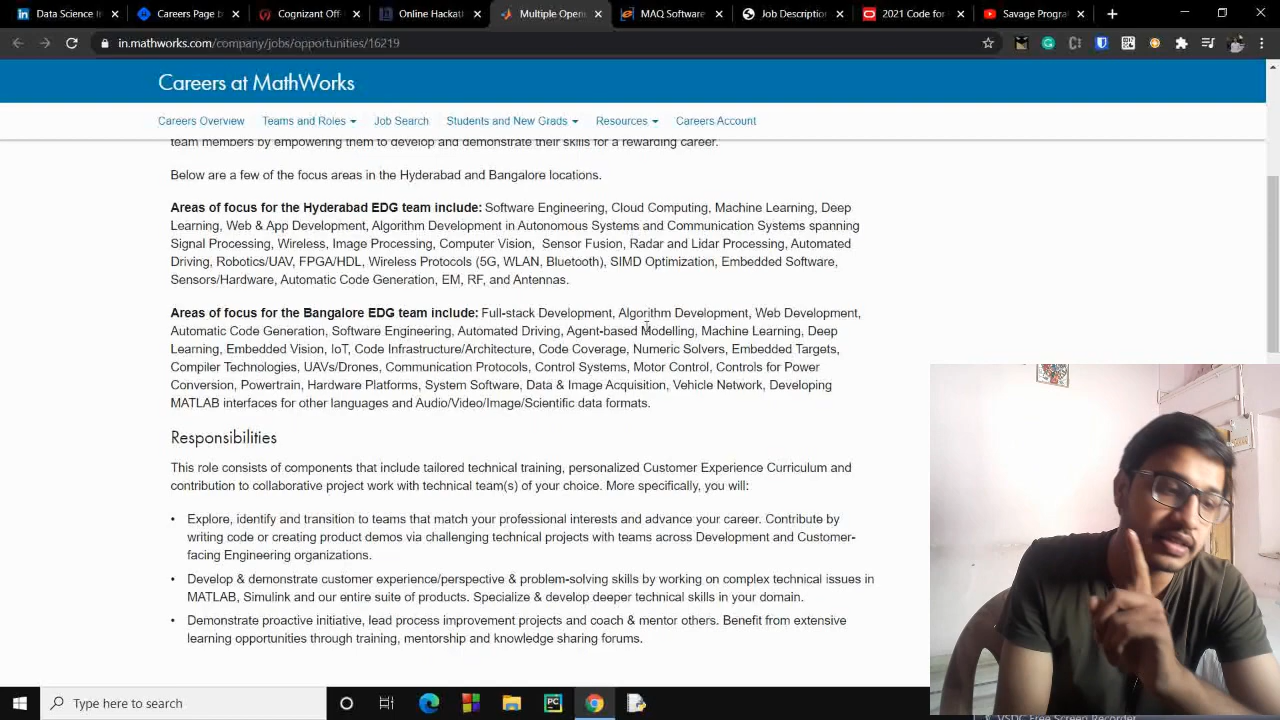 Data Science I
Careers Page b
Cognizant Off-
Online Hackath
Multiple Open
MAQ Software
Job Description
2021 Code for
Savage Progra
in.mathworks.com/company/jobs/opportunities/16219
Careers at MathWorks
Careers Overview Teams and Roles Job Search Students and New Grads Resources Careers Account
team members by empowering them to develop and demonstrate their skills for a rewarding career.
Below are a few of the focus areas in the Hyderabad and Bangalore locations.
Areas of focus for the Hyderabad EDG team include: Software Engineering, Cloud Computing, Machine Learning, Deep
Learning, Web & App Development, Algorithm Development in Autonomous Systems and Communication Systems spanning
Signal Processing, Wireless, Image Processing, Computer Vision, Sensor Fusion, Radar and Lidar Processing, Automated
Driving, Robotics/UAV, FPGA/HDL, Wireless Protocols (5G, WLAN, Bluetooth), SIMD Optimization, Embedded Software,
Sensors/Hardware, Automatic Code Generation, EM, RF, and Antennas.
Areas of focus for the Bangalore EDG team include: Full-stack Development, Algorithm Development, Web Development,
Automatic Code Generation, Software Engineering, Automated Driving, Agent-based Modelling, Machine Learning, Deep
Learning, Embedded Vision, IoT, Code Infrastructure/Architecture, Code Coverage, Numeric Solvers, Embedded Targets,
Compiler Technologies, UAVs/Drones, Communication Protocols, Control Systems, Motor Control, Controls for Power
Conversion, Powertrain, Hardware Platforms, System Software, Data & Image Acquisition, Vehicle Network, Developing
MATLAB interfaces for other languages and Audio/Video/Image/Scientific data formats.
Responsibilities
This role consists of components that include tailored technical training, personalized Customer Experience Curriculum and
contribution to collaborative project work with technical team(s) of your choice. More specifically, you will:
• Explore, identify and transition to teams that match your professional interests and advance your career. Contribute by
writing code or creating product demos via challenging technical projects with teams across Development and Customer-
facing Engineering organizations.
• Develop & demonstrate customer experience/perspective & problem-solving skills by working on complex technical issues in
MATLAB, Simulink and our entire suite of products. Specialize & develop deeper technical skills in your domain.
• Demonstrate proactive initiative, lead process improvement projects and coach & mentor others. Benefit from extensive
learning opportunities through training, mentorship and knowledge sharing forums.
Type here to search
VSDC Free Screen Recorder